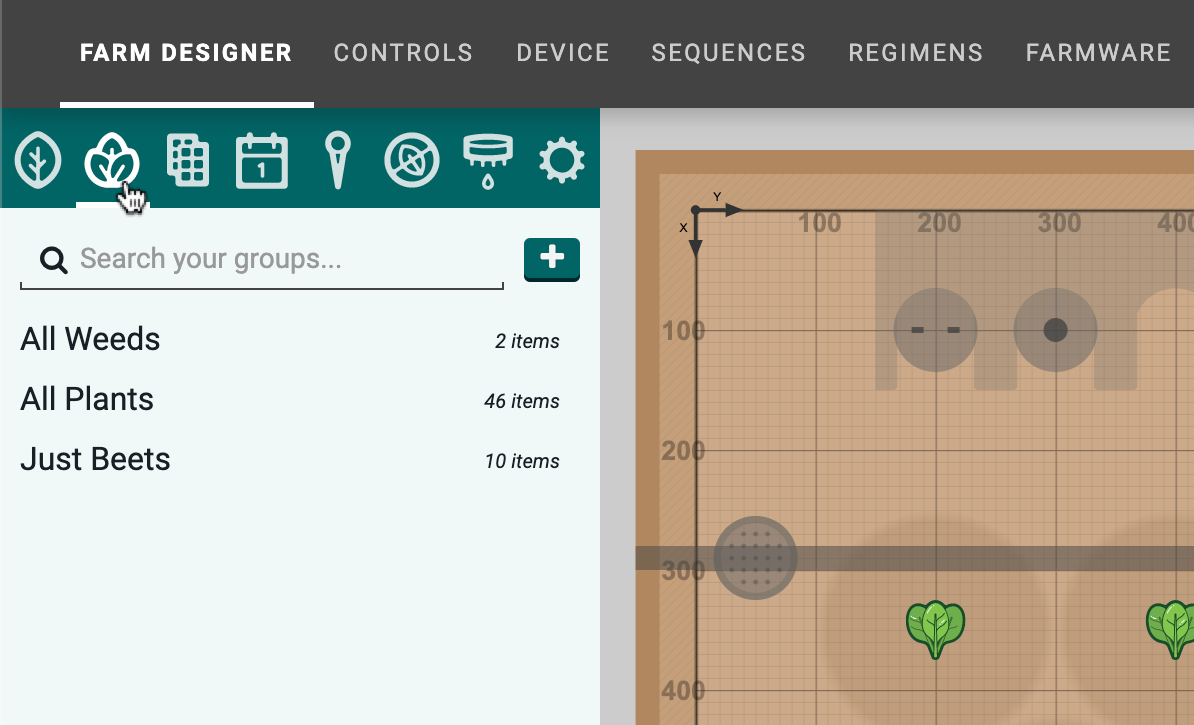 FARM DESIGNER CONTROLS DEVICE SEQUENCES REGIMENS FARMWARE
1
Search your groups...
+
All Weeds 2 items
All Plants 46 items
Just Beets 10 items
Y
X
100 200 300 400
100
200
300
400